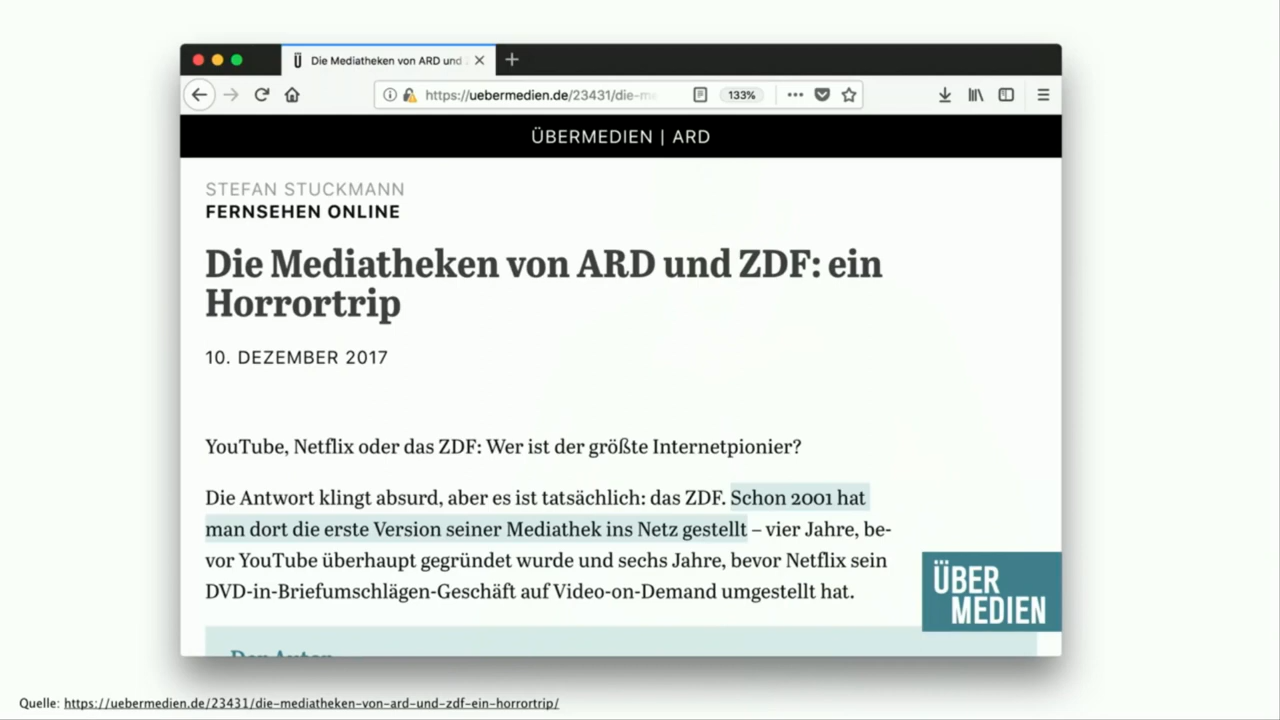 Die Mediatheken von ARD und
https://uebermedien.de/23431/die-m
133%
ÜBERMEDIEN | ARD
STEFAN STUCKMANN
FERNSEHEN ONLINE
Die Mediatheken von ARD und ZDF: ein
Horrortrip
10. DEZEMBER 2017
YouTube, Netflix oder das ZDF: Wer ist der größte Internetpionier?
Die Antwort klingt absurd, aber es ist tatsächlich: das ZDF. Schon 2001 hat
man dort die erste Version seiner Mediathek ins Netz gestellt – vier Jahre, be-
vor YouTube überhaupt gegründet wurde und sechs Jahre, bevor Netflix sein
DVD-in-Briefumschlägen-Geschäft auf Video-on-Demand umgestellt hat.
ÜBER
MEDIEN
Quelle: https://uebermedien.de/23431/die-mediatheken-von-ard-und-zdf-ein-horrortrip/